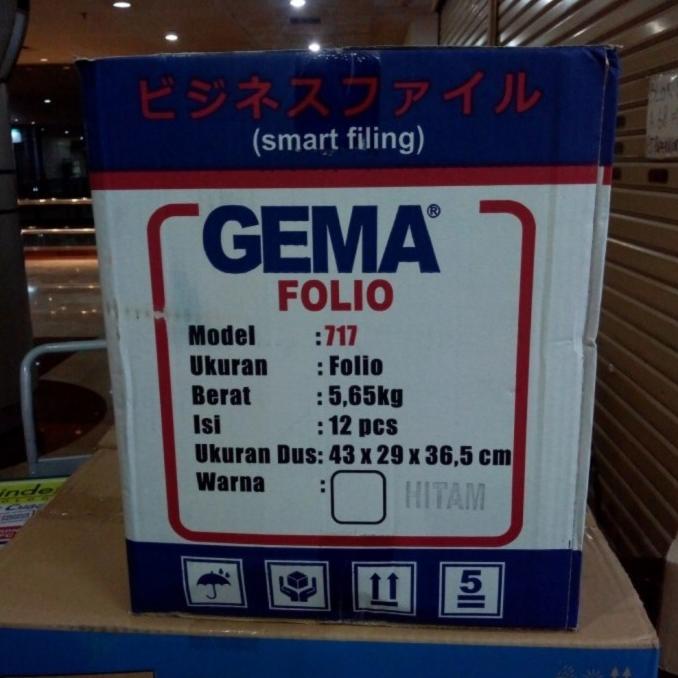 ビジネスファイル
(smart filing)
GEMA®
FOLIO
Model : 717
Ukuran : Folio
Berat : 5,65kg
Isi : 12 pcs
Ukuran Dus: 43 x 29 x 36,5 cm
Warna : HITAM
5